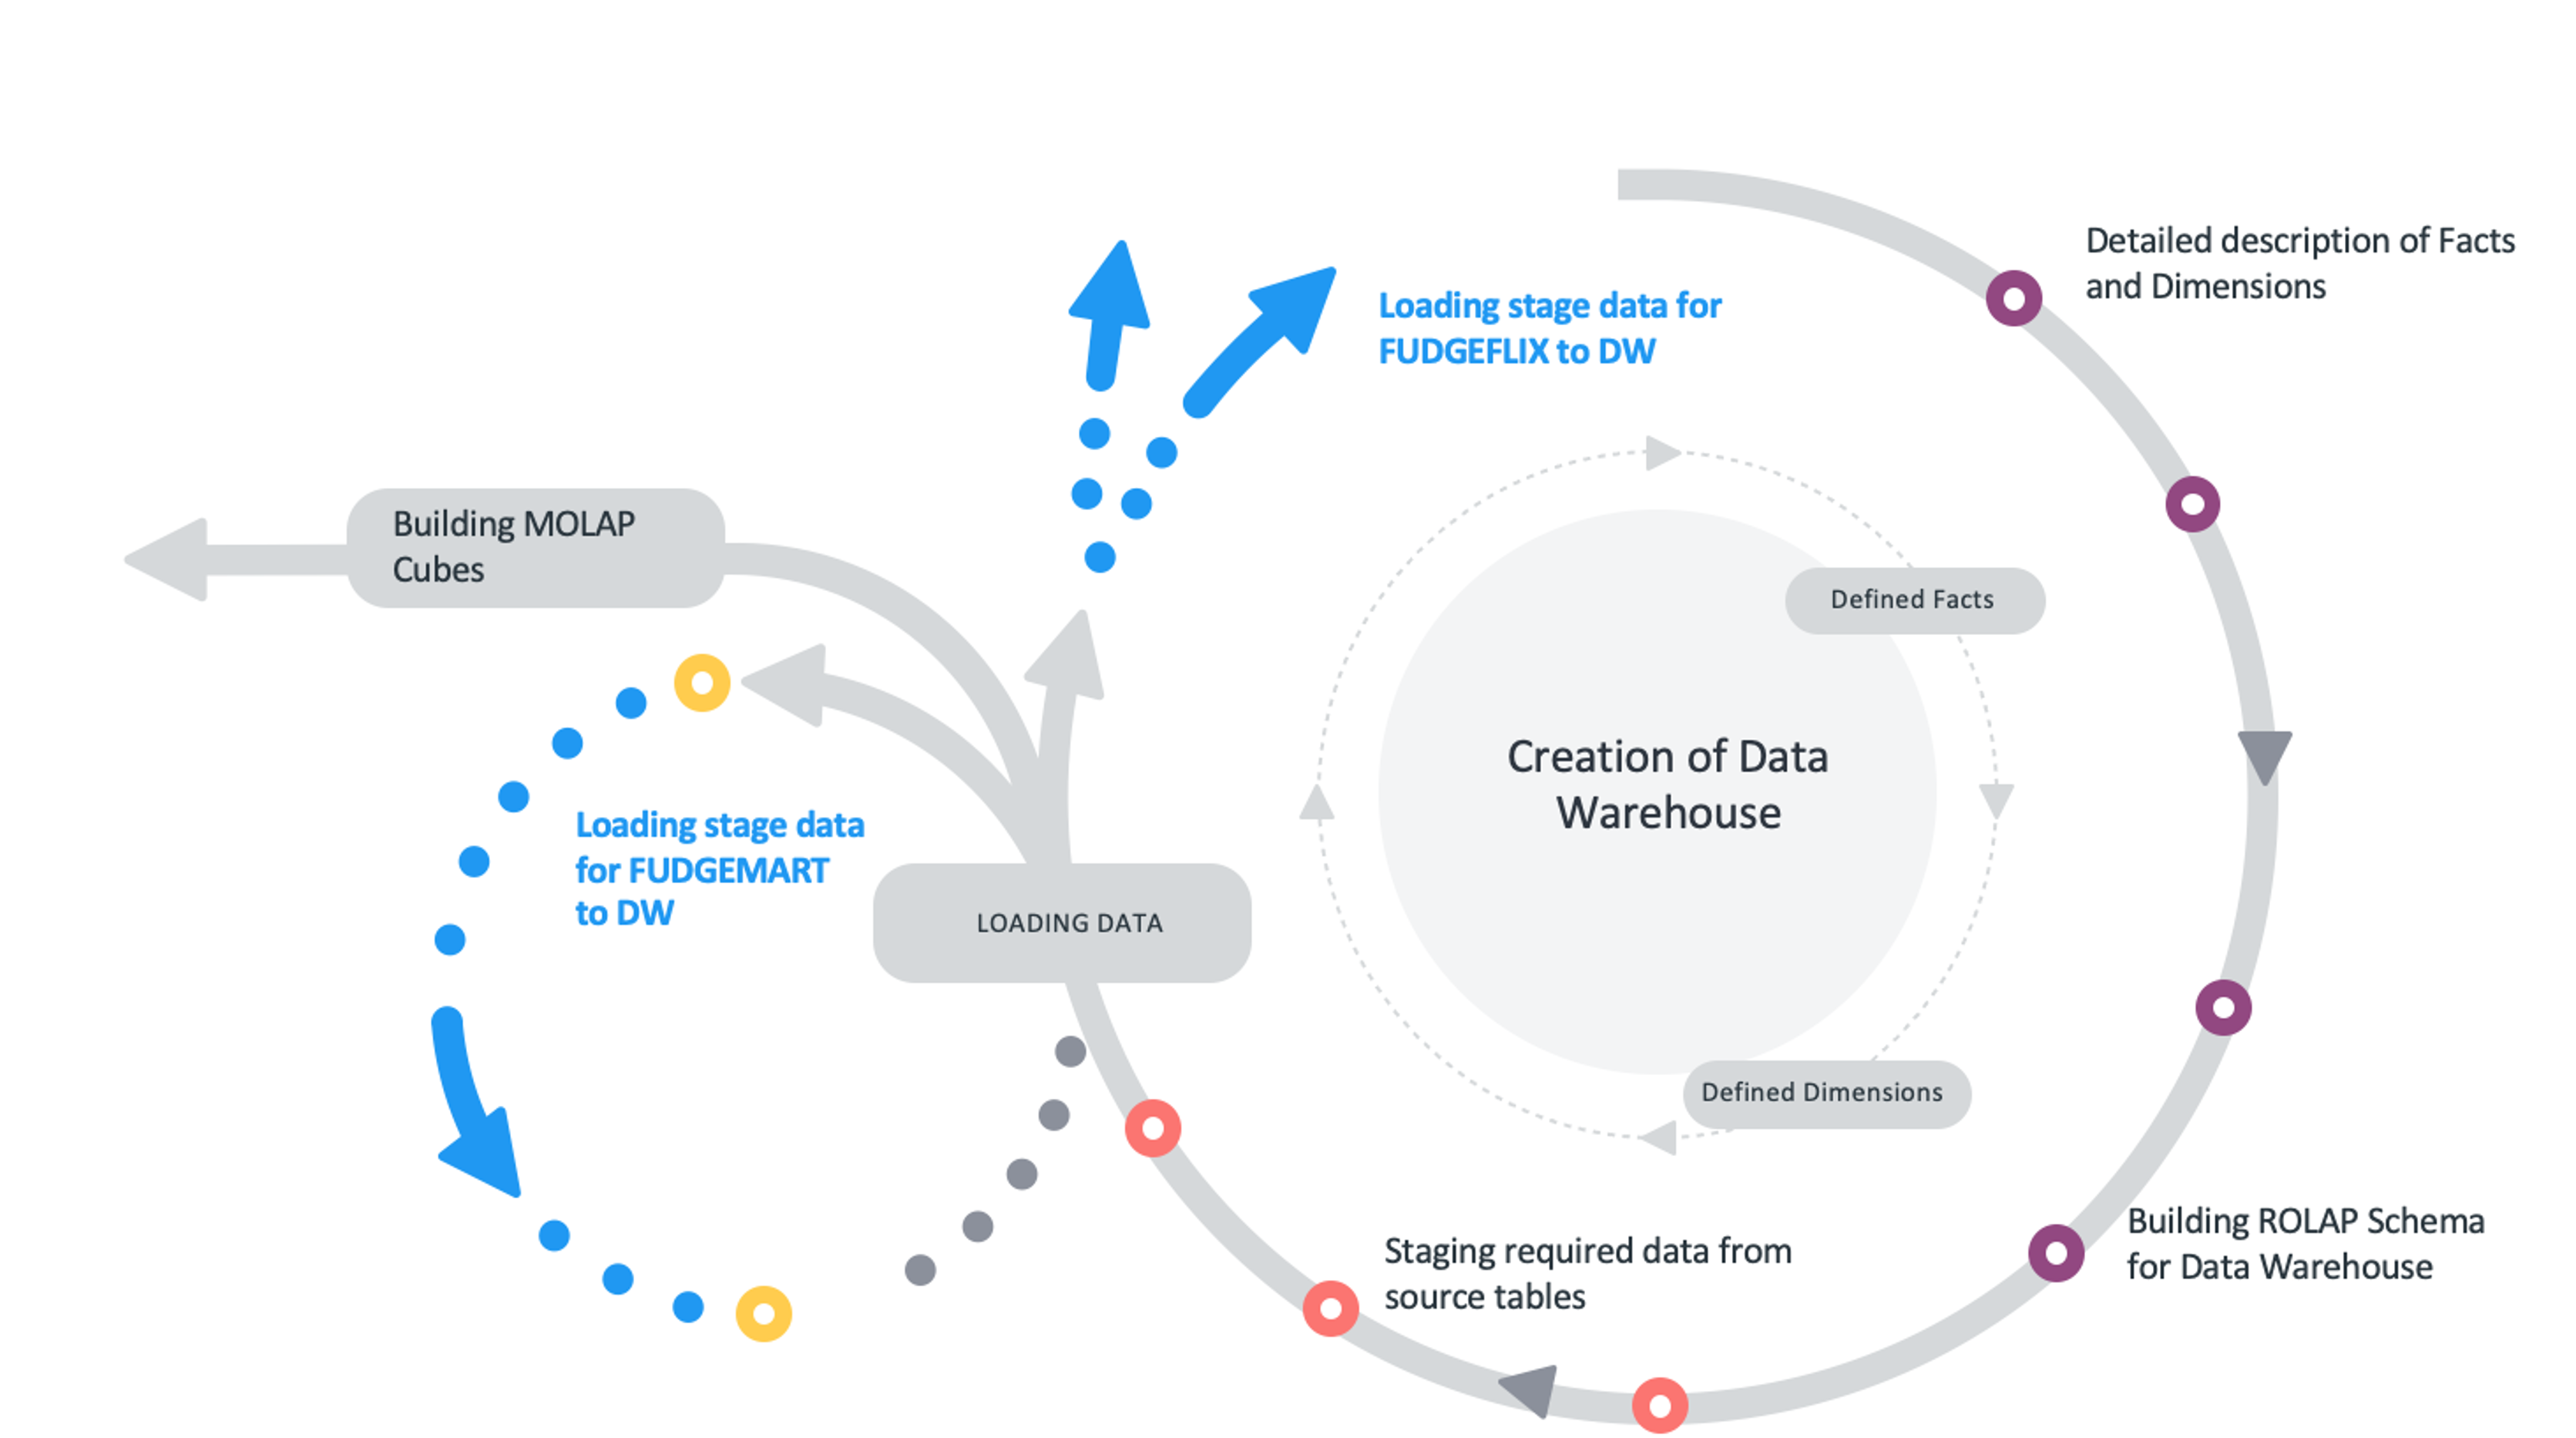 Detailed description of Facts
and Dimensions
Loading stage data for
FUDGEFLIX to DW
Building MOLAP
Cubes
Defined Facts
Creation of Data
Warehouse
Loading stage data
for FUDGEMART
to DW
LOADING DATA
Defined Dimensions
Building ROLAP Schema
for Data Warehouse
Staging required data from
source tables